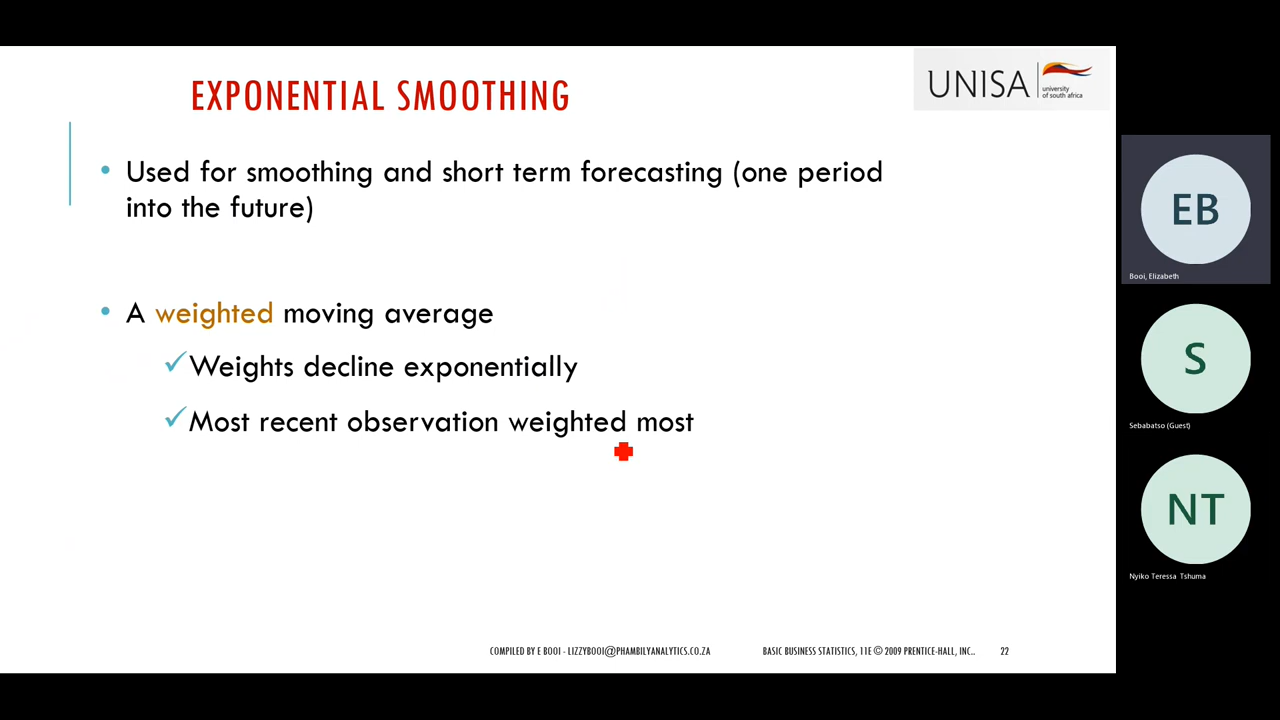 EXPONENTIAL SMOOTHING
UNISA
university
of south africa
• Used for smoothing and short term forecasting (one period
into the future)
• A weighted moving average
✓Weights decline exponentially
✓Most recent observation weighted most
COMPILED BY E BOOI - LIZZYBOOI@PHAMBILYANALYTICS.CO.ZA
BASIC BUSINESS STATISTICS, 11E © 2009 PRENTICE-HALL, INC..
22
EB
Booi, Elizabeth
S
Sebabatso (Guest)
NT
Nyiko Teressa Tshuma